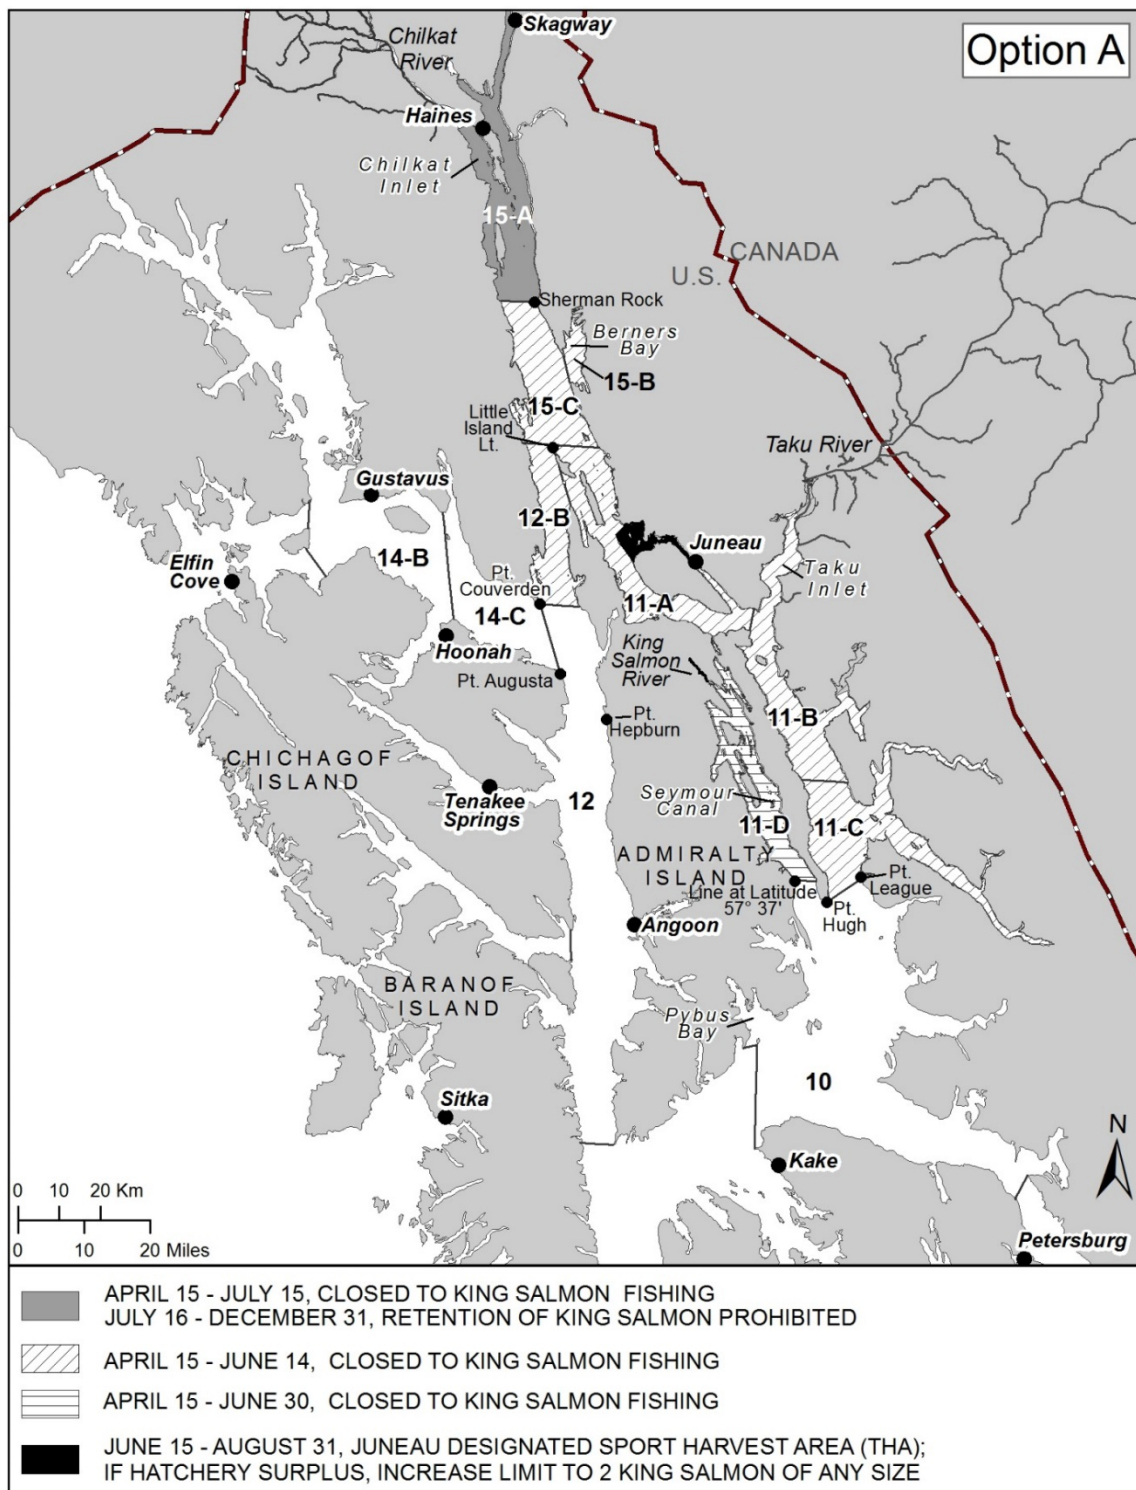 Option A
Skagway
Chilkat
River
Haines
Chilkat
Inlet
15-A
CANADA
U.S.
Sherman Rock
Berners
Bay
15-B
15-C
Little
Island
Lt.
Taku River
Gustavus
12-B
Juneau
Elfin
Cove
14-B
Pt.
Couverden
Taku
Inlet
14-C
11-A
Hoonah
King
Salmon
River
Pt. Augusta
11-B
Pt.
Hepburn
CHICHAGOF
ISLAND
Tenakee
Springs
12
Seymour
Canal
11-D
11-C
ADMIRALTY
ISLAND
Pt.
League
Line at Latitude
57° 37'
Pt.
Hugh
Angoon
BARANOF
ISLAND
Pybus
Bay
10
Sitka
N
Kake
0 10 20 Km
0 10 20 Miles
Petersburg
APRIL 15 - JULY 15, CLOSED TO KING SALMON FISHING
JULY 16 - DECEMBER 31, RETENTION OF KING SALMON PROHIBITED
APRIL 15 - JUNE 14, CLOSED TO KING SALMON FISHING
APRIL 15 - JUNE 30, CLOSED TO KING SALMON FISHING
JUNE 15 - AUGUST 31, JUNEAU DESIGNATED SPORT HARVEST AREA (THA);
IF HATCHERY SURPLUS, INCREASE LIMIT TO 2 KING SALMON OF ANY SIZE